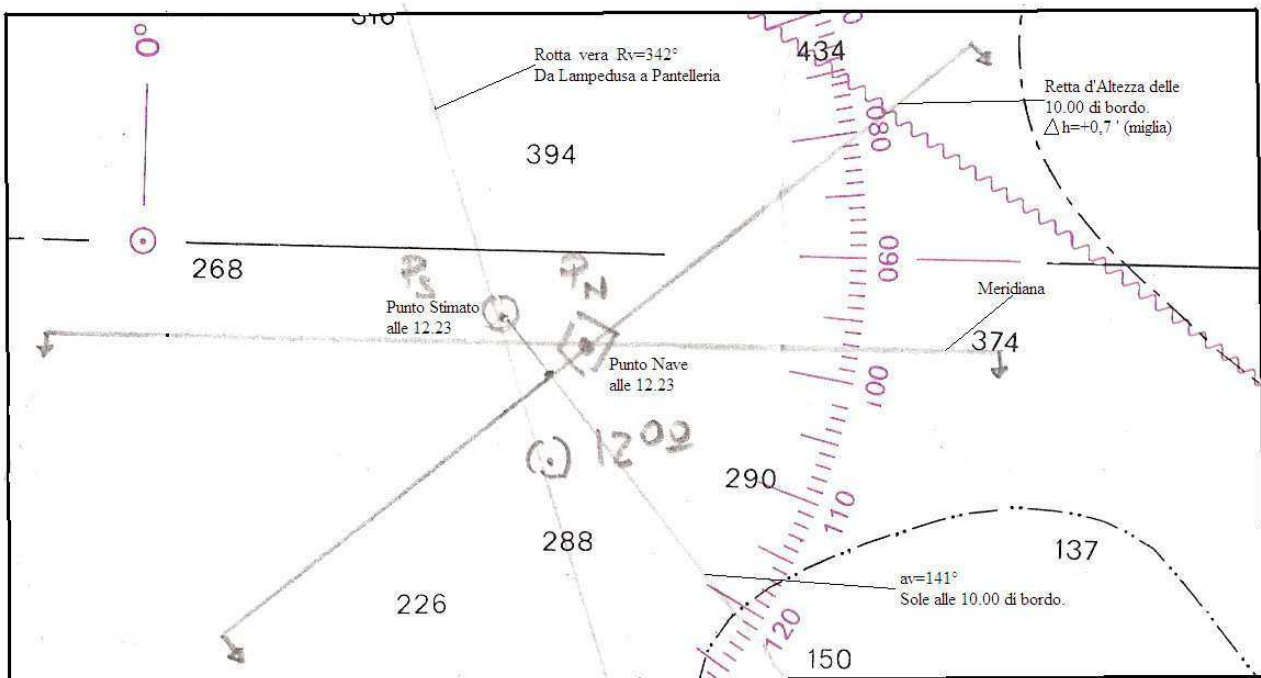 316
0°
434
Rotta vera Rv=342°
Da Lampedusa a Pantelleria
Retta d'Altezza delle
10.00 di bordo.
△h=+0,7 ' (miglia)
080
394
268
090
Ps
PN
Punto Stimato
alle 12.23
Meridiana
374
Punto Nave
alle 12.23
100
12°°
290
110
288
137
av=141°
Sole alle 10.00 di bordo.
226
120
150